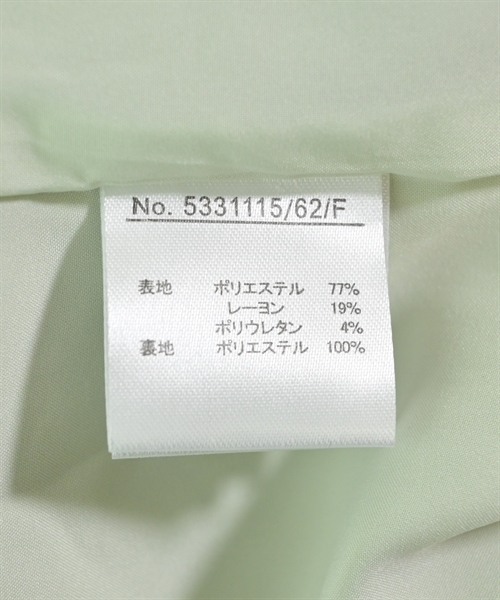 No. 5331115/62/F
表地 ポリエステル 77%
レーヨン 19%
ポリウレタン 4%
裏地 ポリエステル 100%